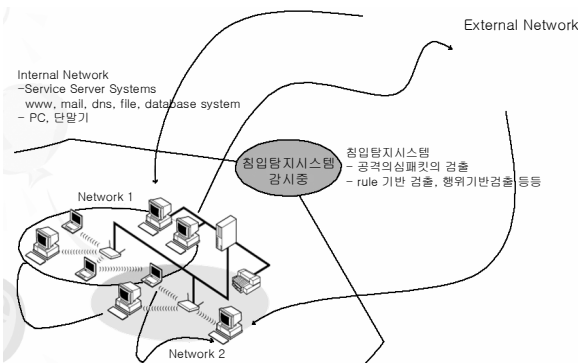 External Network
Internal Network
-Service Server Systems
www, mail, dns, file, database system
- PC, 단말기
침입탐지시스템
감시중
침입탐지시스템
- 공격의심패킷의 검출
- rule 기반 검출, 행위기반검출 등등
Network 1
Network 2